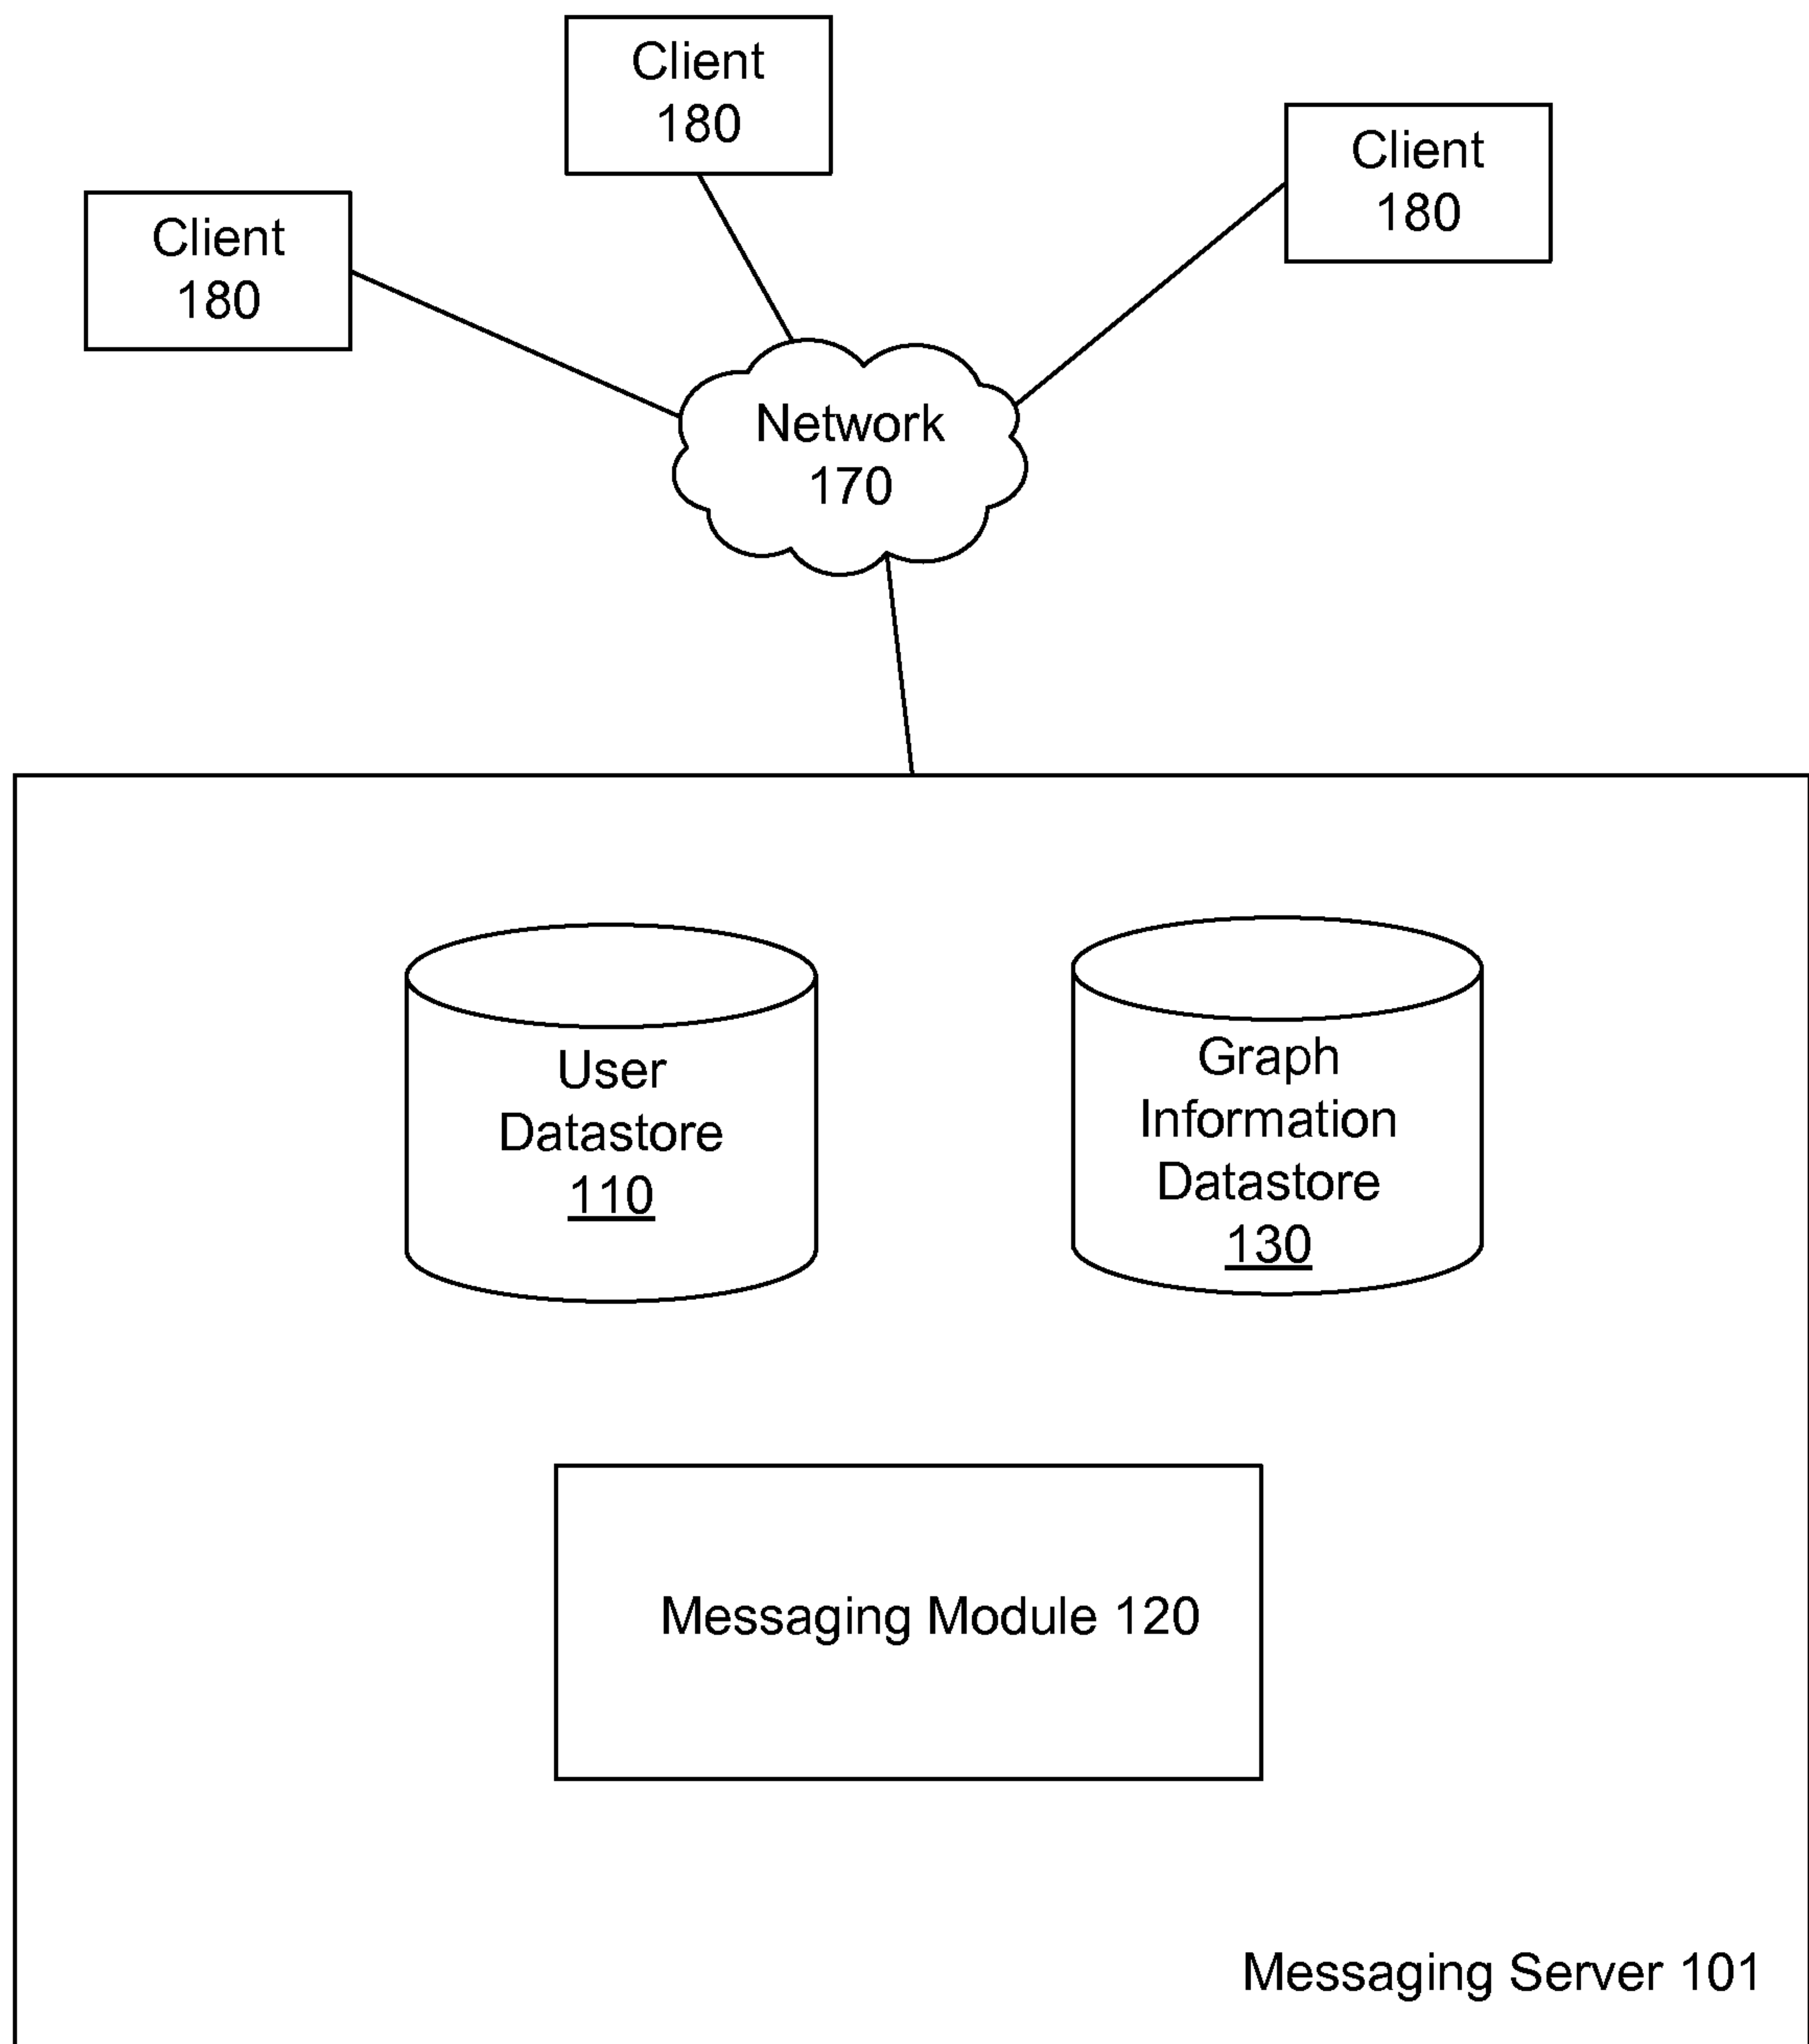 Client
180
Client
180
Client
180
Network
170
User
Datastore
110
Graph
Information
Datastore
130
Messaging Module 120
Messaging Server 101